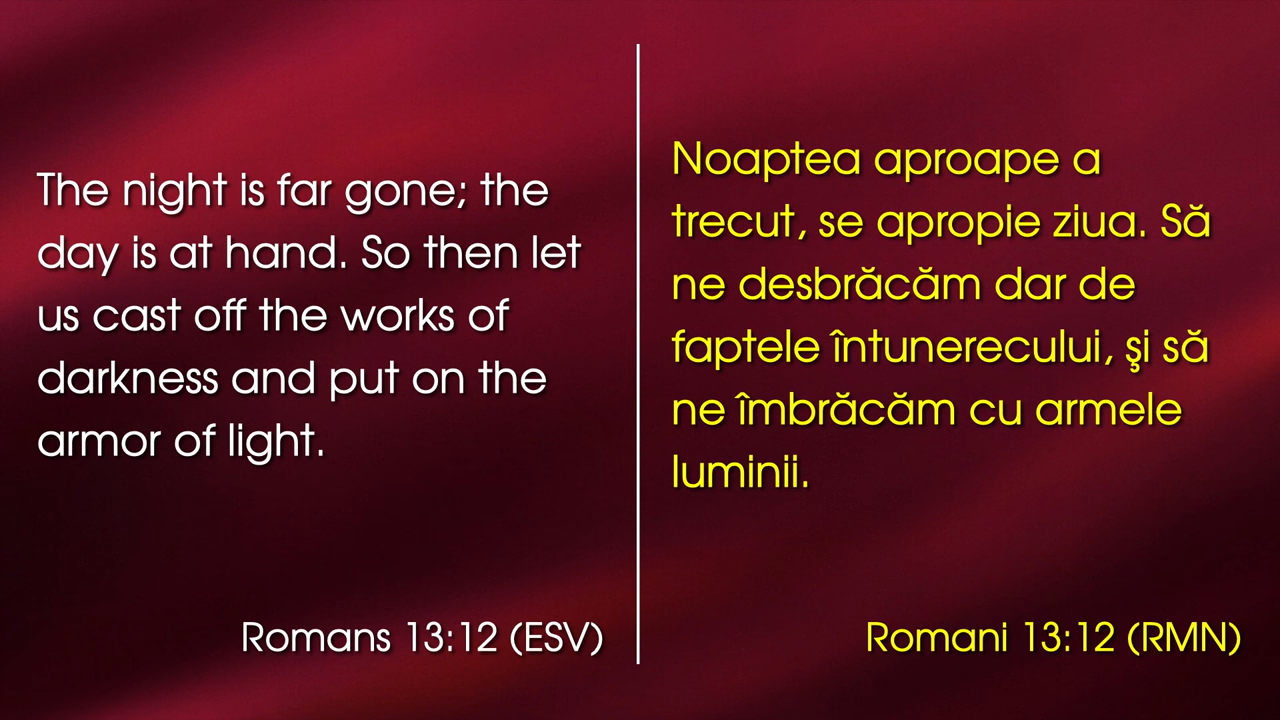 The night is far gone; the
day is at hand. So then let
us cast off the works of
darkness and put on the
armor of light.
Romans 13:12 (ESV)
Noaptea aproape a
trecut, se apropie ziua. Să
ne desbrăcăm dar de
faptele întunerecului, şi să
ne îmbrăcăm cu armele
luminii.
Romani 13:12 (RMN)